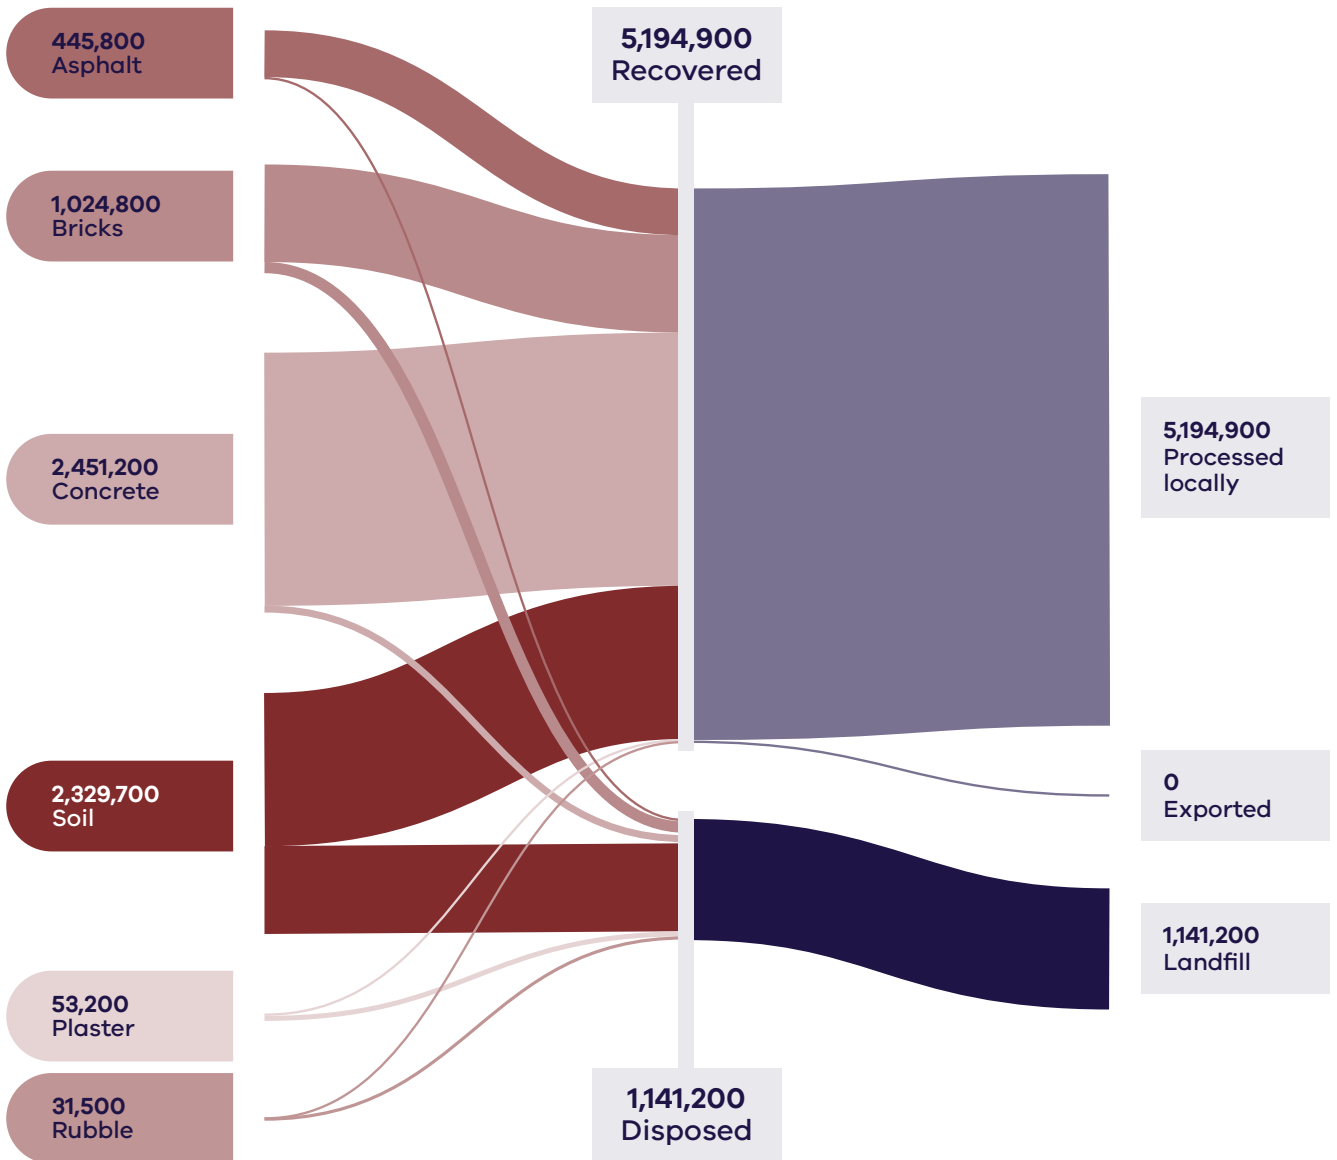 445,800
Asphalt
1,024,800
Bricks
2,451,200
Concrete
2,329,700
Soil
53,200
Plaster
31,500
Rubble
5,194,900
Recovered
1,141,200
Disposed
5,194,900
Processed
locally
0
Exported
1,141,200
Landfill